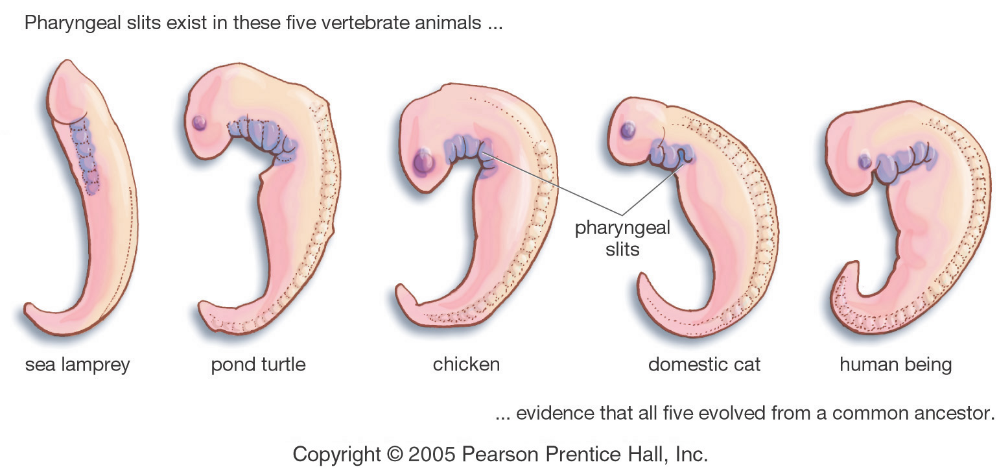 Pharyngeal slits exist in these five vertebrate animals ...
pharyngeal
slits
sea lamprey
pond turtle
chicken
domestic cat
human being
... evidence that all five evolved from a common ancestor.
Copyright © 2005 Pearson Prentice Hall, Inc.